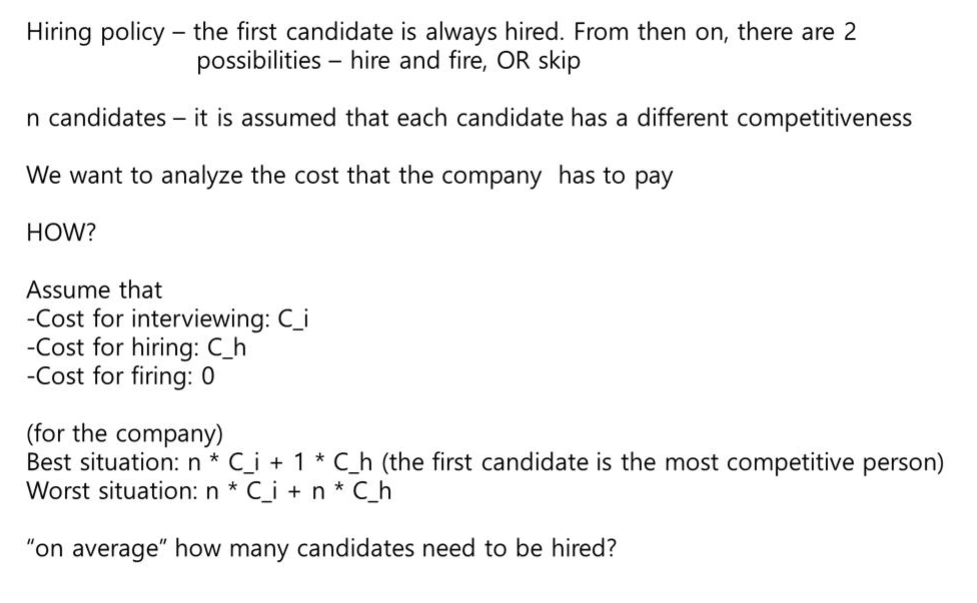 Hiring policy – the first candidate is always hired. From then on, there are 2
possibilities – hire and fire, OR skip
n candidates – it is assumed that each candidate has a different competitiveness
We want to analyze the cost that the company  has to pay
HOW?
Assume that
-Cost for interviewing: C_i
-Cost for hiring: C_h
-Cost for firing: 0
(for the company)
Best situation: n * C_i + 1 * C_h (the first candidate is the most competitive person)
Worst situation: n * C_i + n * C_h
"on average" how many candidates need to be hired?